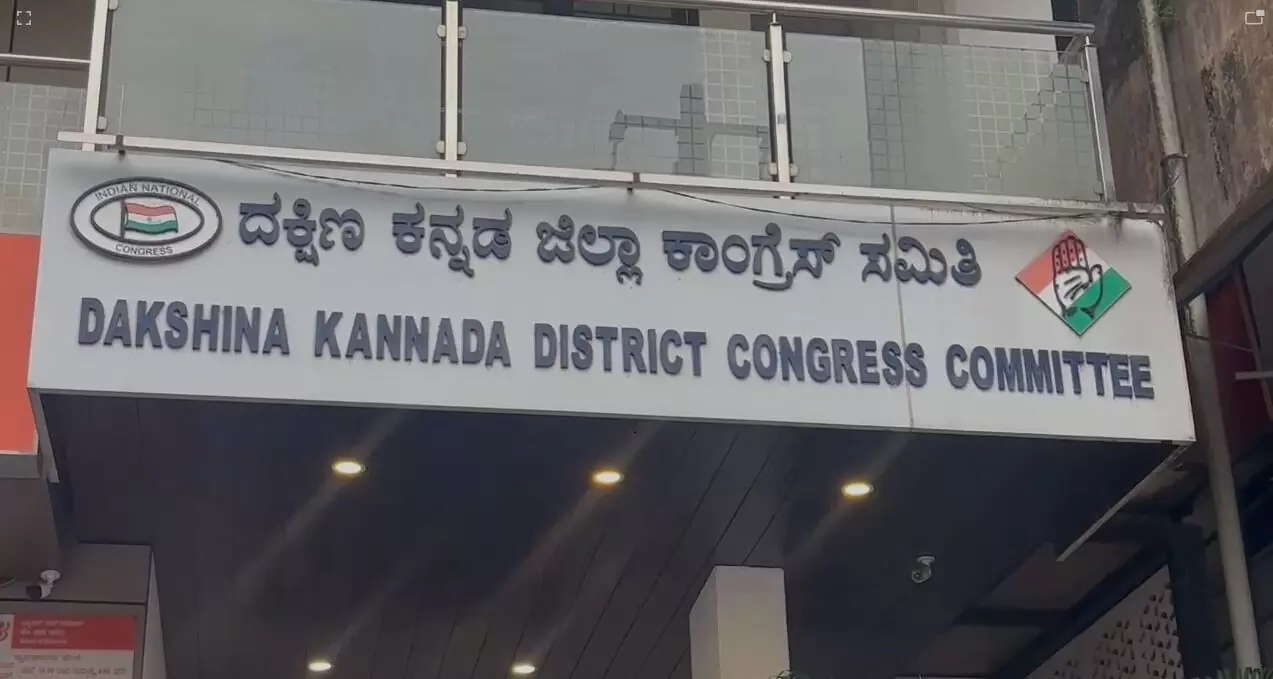 INDIAN NATIONAL
CONGRESS
ದಕ್ಷಿಣ ಕನ್ನಡ ಜಿಲ್ಲಾ ಕಾಂಗ್ರೆಸ್ ಸಮಿತಿ
DAKSHINA KANNADA DISTRICT CONGRESS COMMITTEE